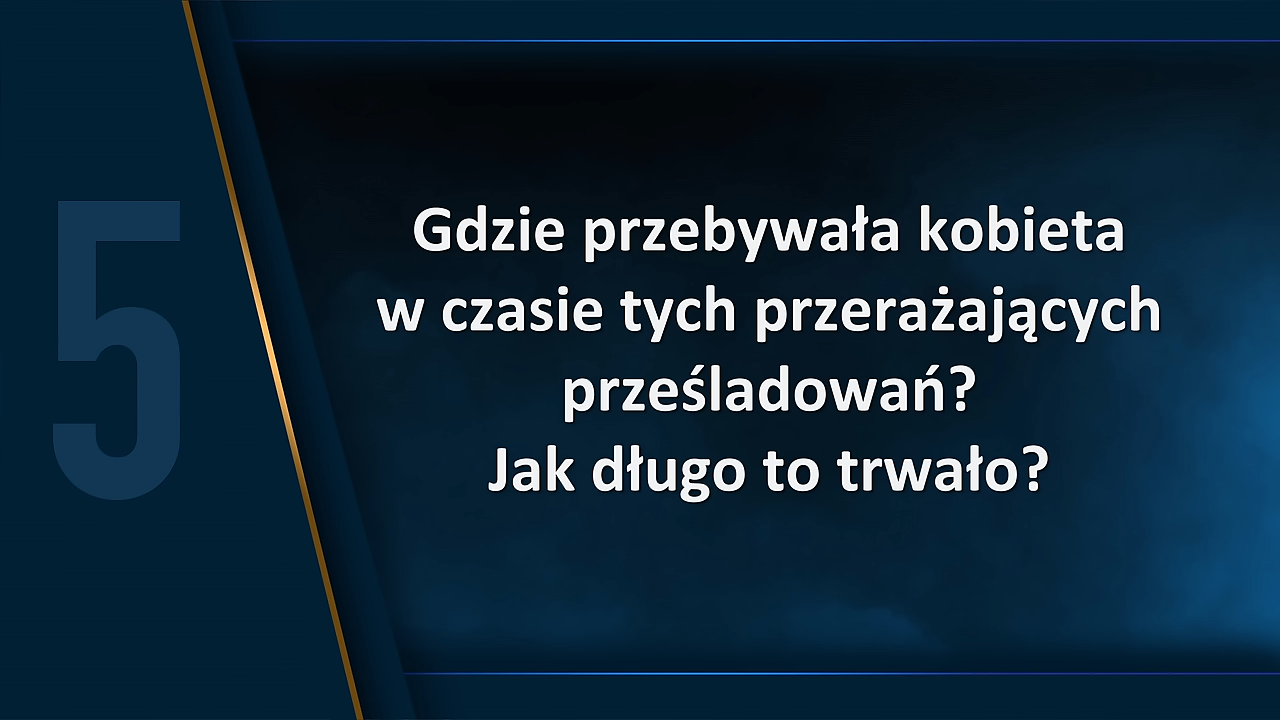 5
Gdzie przebywała kobieta
w czasie tych przerażających
prześladowań?
Jak długo to trwało?